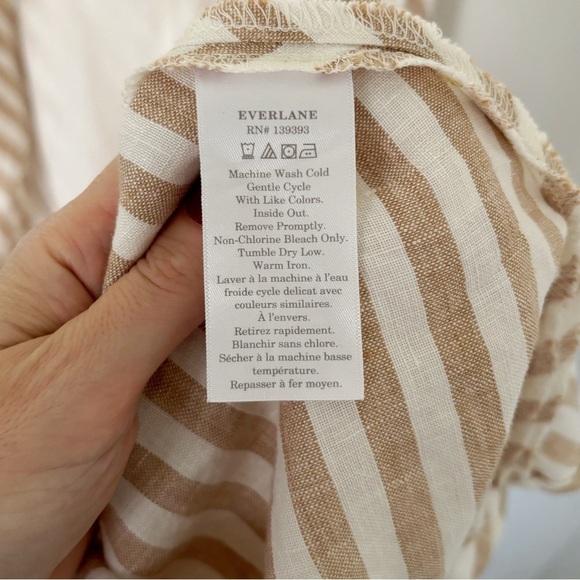 EVERLANE
RN# 139393
Machine Wash Cold
Gentle Cycle
With Like Colors.
Inside Out.
Remove Promptly.
Non-Chlorine Bleach Only.
Tumble Dry Low.
Warm Iron.
Laver à la machine à l'eau
froide cycle delicat avec
couleurs similaires.
À l'envers.
Retirez rapidement.
Blanchir sans chlore.
Sécher à la machine basse
température.
Repasser à fer moyen.